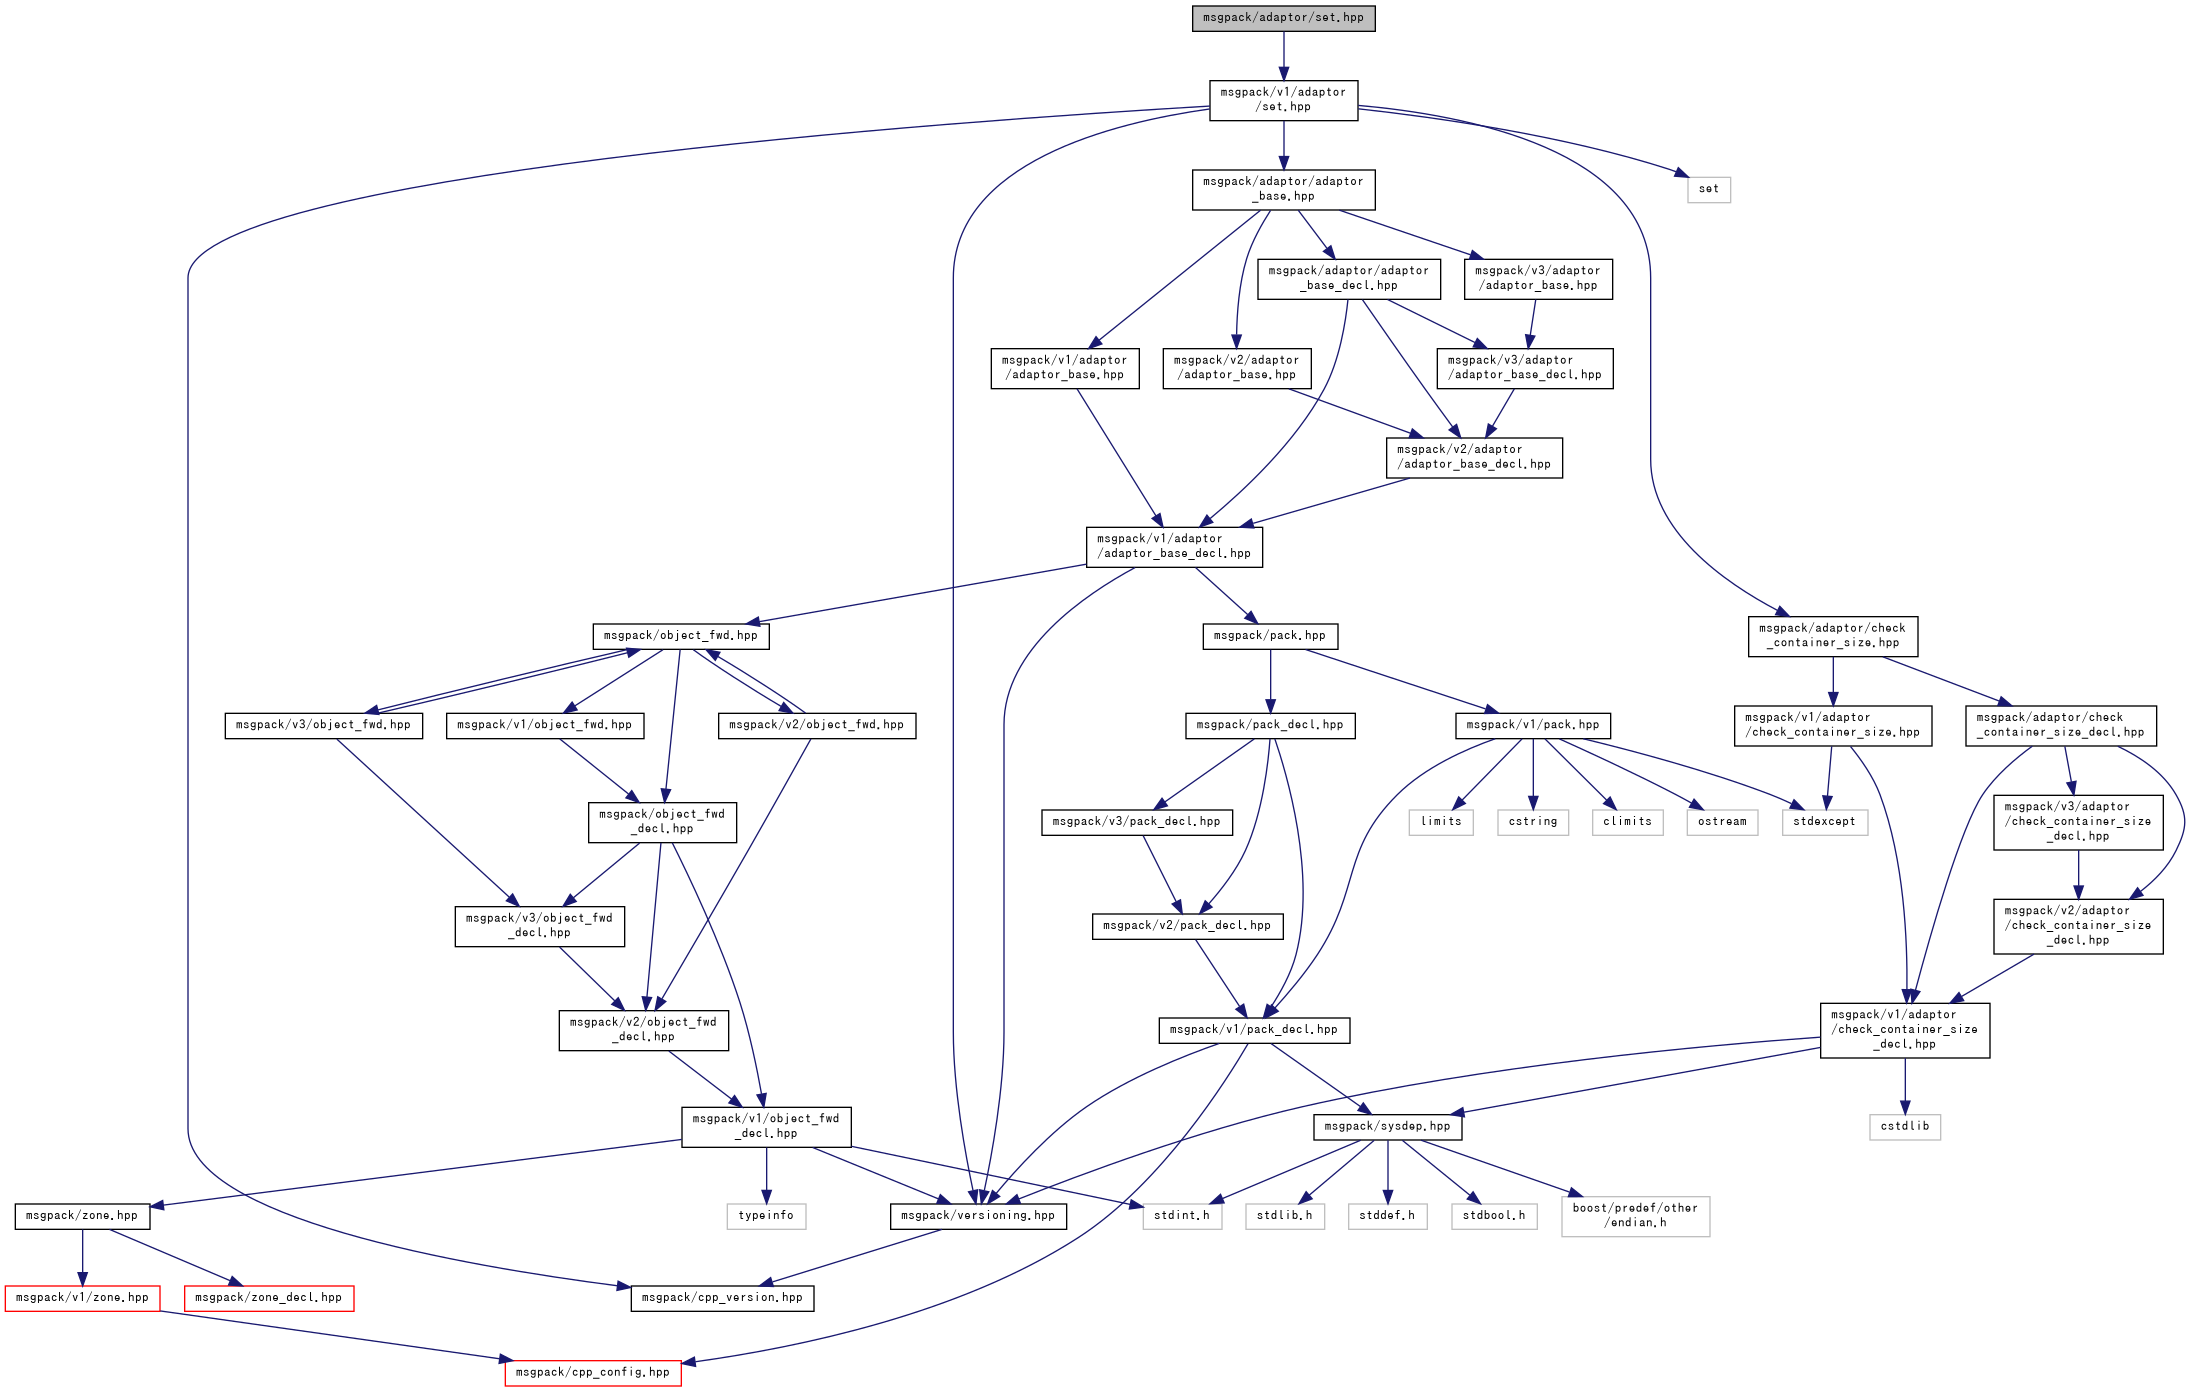 msgpack/adaptor/set.hpp
msgpack/v1/adaptor
/set.hpp
msgpack/adaptor/adaptor
_base.hpp
set
msgpack/adaptor/adaptor
_base_decl.hpp
msgpack/v3/adaptor
/adaptor_base.hpp
msgpack/v1/adaptor
/adaptor_base.hpp
msgpack/v2/adaptor
/adaptor_base.hpp
msgpack/v3/adaptor
/adaptor_base_decl.hpp
msgpack/v2/adaptor
/adaptor_base_decl.hpp
msgpack/v1/adaptor
/adaptor_base_decl.hpp
msgpack/object_fwd.hpp
msgpack/pack.hpp
msgpack/adaptor/check
_container_size.hpp
msgpack/v3/object_fwd.hpp
msgpack/v1/object_fwd.hpp
msgpack/v2/object_fwd.hpp
msgpack/pack_decl.hpp
msgpack/v1/pack.hpp
msgpack/v1/adaptor
/check_container_size.hpp
msgpack/adaptor/check
_container_size_decl.hpp
msgpack/object_fwd
_decl.hpp
msgpack/v3/pack_decl.hpp
limits
cstring
climits
ostream
stdexcept
msgpack/v3/adaptor
/check_container_size
_decl.hpp
msgpack/v3/object_fwd
_decl.hpp
msgpack/v2/pack_decl.hpp
msgpack/v2/adaptor
/check_container_size
_decl.hpp
msgpack/v2/object_fwd
_decl.hpp
msgpack/v1/pack_decl.hpp
msgpack/v1/adaptor
/check_container_size
_decl.hpp
msgpack/v1/object_fwd
_decl.hpp
msgpack/sysdep.hpp
cstdlib
msgpack/zone.hpp
typeinfo
msgpack/versioning.hpp
stdint.h
stdlib.h
stddef.h
stdbool.h
boost/predef/other
/endian.h
msgpack/v1/zone.hpp
msgpack/zone_decl.hpp
msgpack/cpp_version.hpp
msgpack/cpp_config.hpp